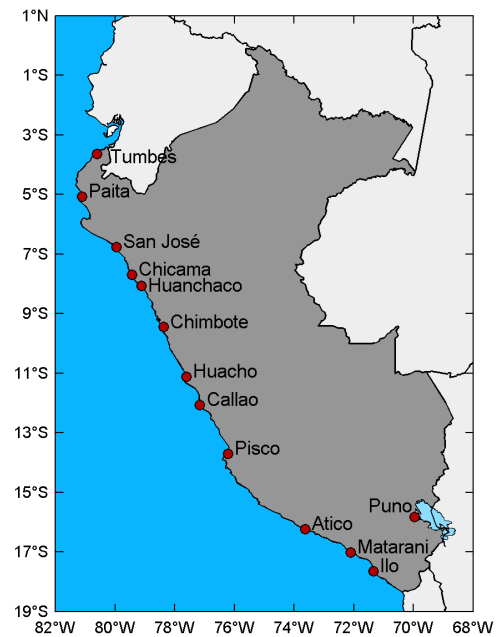 1°N
1°S
3°S
Tumbes
5°S
Paita
San José
7°S
Chicama
Huanchaco
9°S
Chimbote
11°S
Huacho
Callao
13°S
Pisco
15°S
Puno
Atico
17°S
Matarani
Ilo
19°S
82°W 80°W 78°W 76°W 74°W 72°W 70°W 68°W